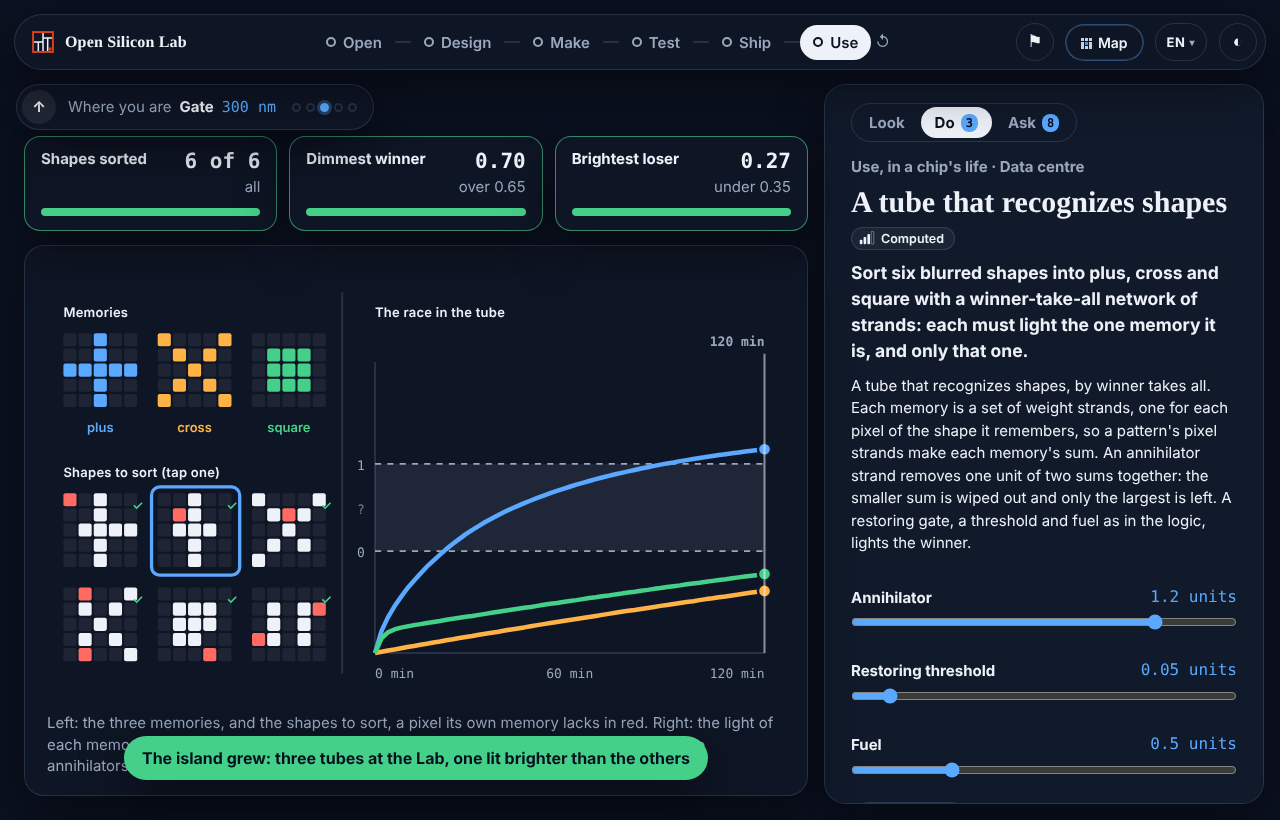 Open Silicon Lab
Open
Design
Make
Test
Ship
Use
Map
EN
Where you are Gate 300 nm
Shapes sorted 6 of 6
all
Dimmest winner 0.70
over 0.65
Brightest loser 0.27
under 0.35
Memories
plus
cross
square
Shapes to sort (tap one)
The race in the tube
120 min
1
?
0
0 min
60 min
120 min
Left: the three memories, and the shapes to sort, a pixel its own memory lacks in red. Right: the light of
each memo
annihilators
The island grew: three tubes at the Lab, one lit brighter than the others
Look
Do 3
Ask 8
Use, in a chip's life · Data centre
A tube that recognizes shapes
Computed
Sort six blurred shapes into plus, cross and
square with a winner-take-all network of
strands: each must light the one memory it
is, and only that one.
A tube that recognizes shapes, by winner takes all.
Each memory is a set of weight strands, one for each
pixel of the shape it remembers, so a pattern's pixel
strands make each memory's sum. An annihilator
strand removes one unit of two sums together: the
smaller sum is wiped out and only the largest is left. A
restoring gate, a threshold and fuel as in the logic,
lights the winner.
Annihilator 1.2 units
Restoring threshold 0.05 units
Fuel 0.5 units